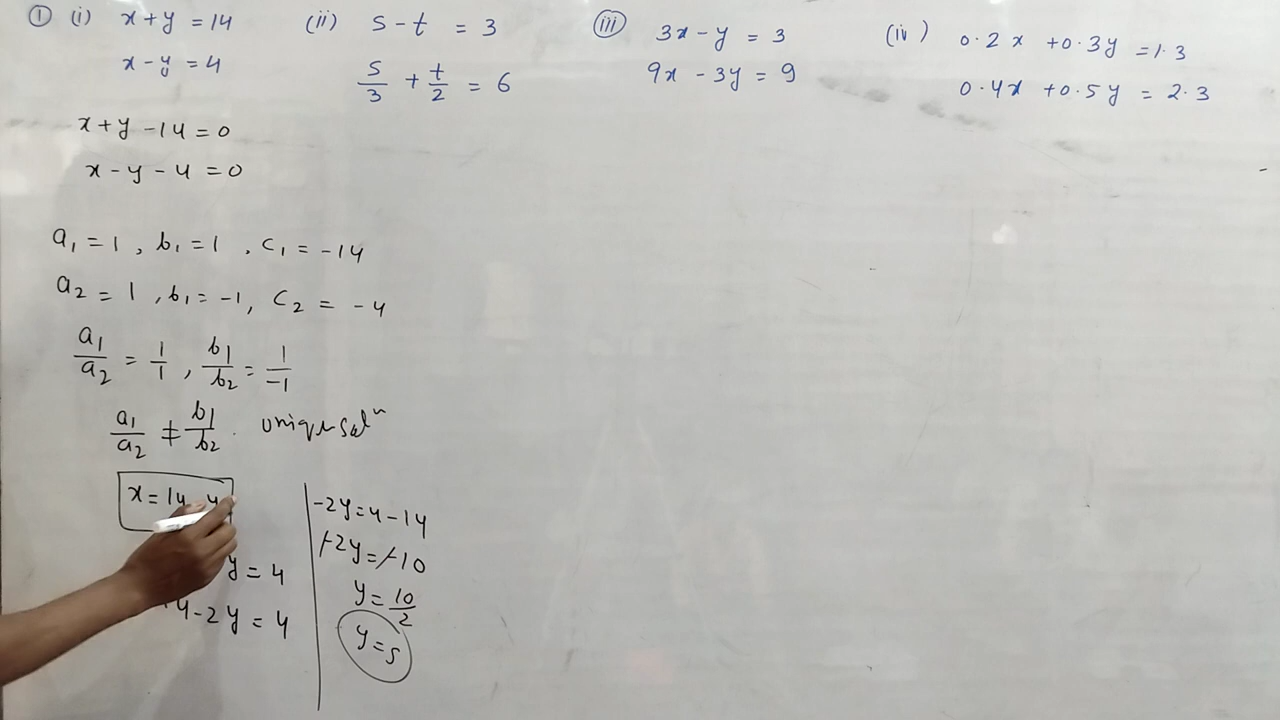 ① (i) x + y = 14
x - y = 4
(ii) s - t = 3
s/3 + t/2 = 6
(iii) 3x - y = 3
9x - 3y = 9
(iv) 0.2x + 0.3y = 1.3
0.4x + 0.5y = 2.3
x + y - 14 = 0
x - y - 4 = 0
a₁ = 1, b₁ = 1, c₁ = -14
a₂ = 1, b₁ = -1, c₂ = -4
a₁/a₂ = 1/1, b₁/b₂ = 1/-1
a₁/a₂ ≠ b₁/b₂. uniqu solⁿ
x = 14 - y
y = 4
4 - 2y = 4
-2y = 4 - 14
-2y = -10
y = 10/2
y = 5